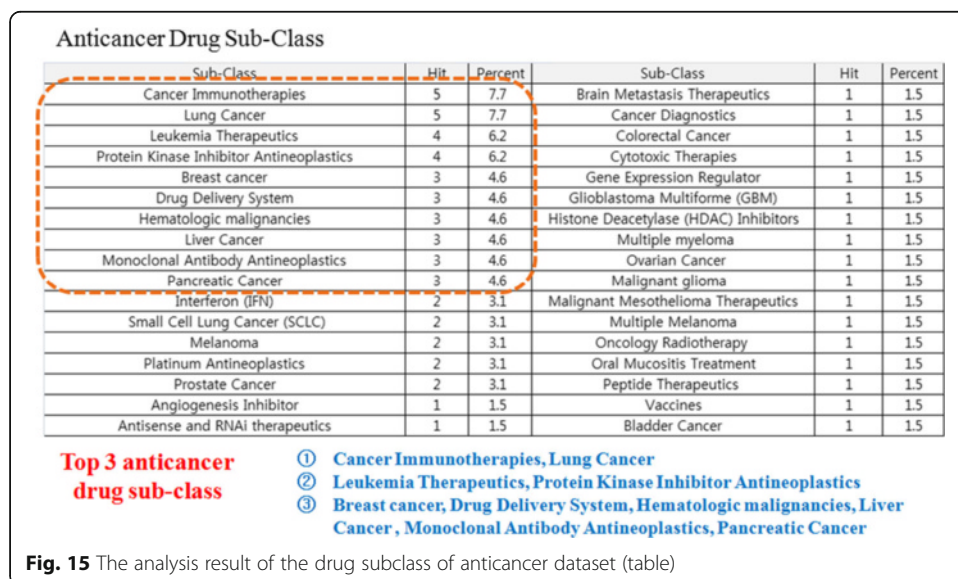 Anticancer Drug Sub-Class
Sub-Class Hit Percent Sub-Class Hit Percent
Cancer Immunotherapies 5 7.7 Brain Metastasis Therapeutics 1 1.5
Lung Cancer 5 7.7 Cancer Diagnostics 1 1.5
Leukemia Therapeutics 4 6.2 Colorectal Cancer 1 1.5
Protein Kinase Inhibitor Antineoplastics 4 6.2 Cytotoxic Therapies 1 1.5
Breast cancer 3 4.6 Gene Expression Regulator 1 1.5
Drug Delivery System 3 4.6 Glioblastoma Multiforme (GBM) 1 1.5
Hematologic malignancies 3 4.6 Histone Deacetylase (HDAC) Inhibitors 1 1.5
Liver Cancer 3 4.6 Multiple myeloma 1 1.5
Monoclonal Antibody Antineoplastics 3 4.6 Ovarian Cancer 1 1.5
Pancreatic Cancer 3 4.6 Malignant glioma 1 1.5
Interferon (IFN) 2 3.1 Malignant Mesothelioma Therapeutics 1 1.5
Small Cell Lung Cancer (SCLC) 2 3.1 Multiple Melanoma 1 1.5
Melanoma 2 3.1 Oncology Radiotherapy 1 1.5
Platinum Antineoplastics 2 3.1 Oral Mucositis Treatment 1 1.5
Prostate Cancer 2 3.1 Peptide Therapeutics 1 1.5
Angiogenesis Inhibitor 1 1.5 Vaccines 1 1.5
Antisense and RNAi therapeutics 1 1.5 Bladder Cancer 1 1.5
Top 3 anticancer
drug sub-class
① Cancer Immunotherapies, Lung Cancer
② Leukemia Therapeutics, Protein Kinase Inhibitor Antineoplastics
③ Breast cancer, Drug Delivery System, Hematologic malignancies, Liver
Cancer , Monoclonal Antibody Antineoplastics, Pancreatic Cancer
Fig. 15 The analysis result of the drug subclass of anticancer dataset (table)